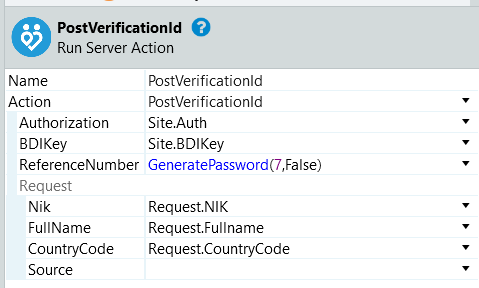 PostVerificationId ?
Run Server Action
Name PostVerificationId
Action PostVerificationId
Authorization Site.Auth
BDIKey Site.BDIKey
ReferenceNumber GeneratePassword(7,False)
Request
Nik Request.NIK
FullName Request.Fullname
CountryCode Request.CountryCode
Source